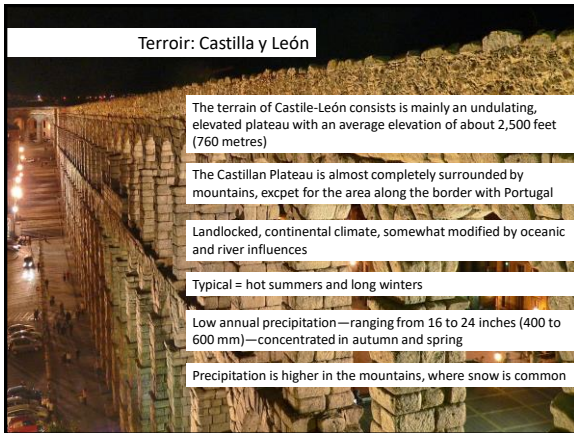 Terroir: Castilla y León
The terrain of Castile-León consists is mainly an undulating,
elevated plateau with an average elevation of about 2,500 feet
(760 metres)
The Castillan Plateau is almost completely surrounded by
mountains, excpet for the area along the border with Portugal
Landlocked, continental climate, somewhat modified by oceanic
and river influences
Typical = hot summers and long winters
Low annual precipitation—ranging from 16 to 24 inches (400 to
600 mm)—concentrated in autumn and spring
Precipitation is higher in the mountains, where snow is common